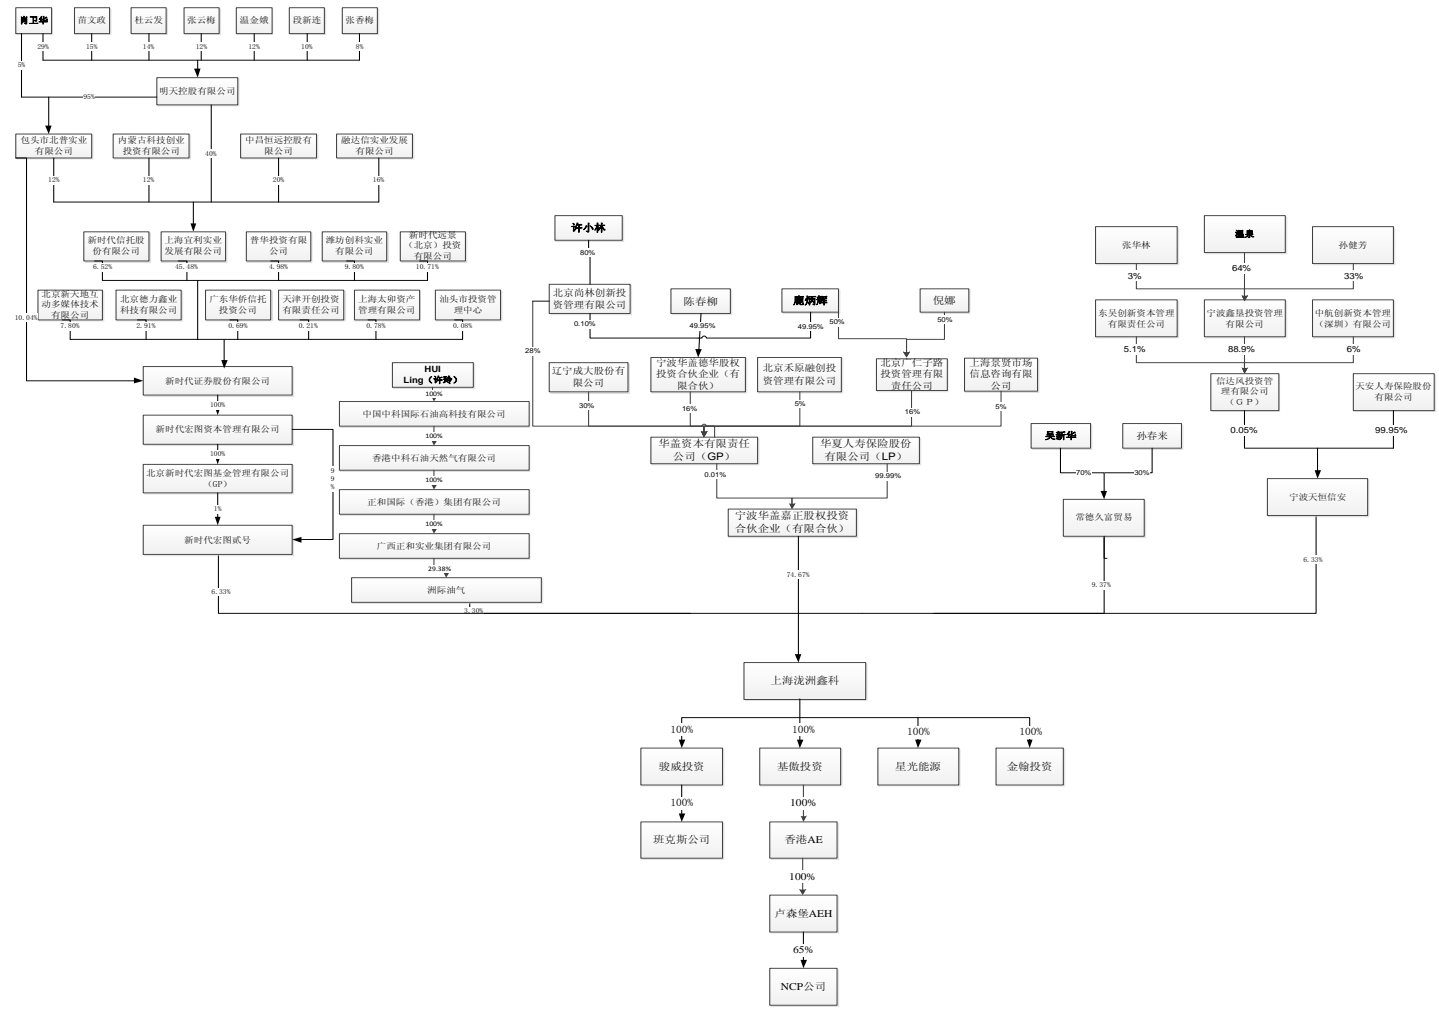 肖卫华
苗文政
杜云发
张云梅
温金娥
段新连
张香梅
29%
15%
14%
12%
12%
10%
8%
5%
明天控股有限公司
95%
包头市北普实业
有限公司
内蒙古科技创业
投资有限公司
40%
中昌恒远控股有
限公司
融达信实业发展
有限公司
12%
12%
20%
16%
新时代信托股
份有限公司
上海宜利实业
发展有限公司
普华投资有限
公司
潍坊创科实业
有限公司
新时代远景
（北京）投资
有限公司
6.52%
45.48%
4.98%
9.80%
10.71%
北京新天地互
动多媒体技术
有限公司
北京德力鑫业
科技有限公司
广东华侨信托
投资公司
天津开创投资
有限责任公司
上海太卯资产
管理有限公司
汕头市投资管
理中心
10.04%
7.80%
2.91%
0.69%
0.21%
0.78%
0.08%
新时代证券股份有限公司
100%
新时代宏图资本管理有限公司
100%
99%
北京新时代宏图基金管理有限公司
（GP）
1%
新时代宏图贰号
6.33%
HUI
Ling（许玲）
100%
中国中科国际石油高科技有限公司
100%
香港中科石油天然气有限公司
100%
正和国际（香港）集团有限公司
100%
广西正和实业集团有限公司
29.38%
洲际油气
3.30%
许小林
80%
北京尚林创新投
资管理有限公司
陈春柳
鹿炳辉
倪娜
0.10%
49.95%
49.95%
50%
50%
28%
辽宁成大股份有
限公司
宁波华盖德华股权
投资合伙企业（有
限合伙）
北京禾原融创投
资管理有限公司
北京广仁子路
投资管理有限
责任公司
上海景贤市场
信息咨询有限
公司
30%
16%
5%
16%
5%
华盖资本有限责任
公司（GP）
华夏人寿保险股份
有限公司（LP）
0.01%
99.99%
宁波华盖嘉正股权投资
合伙企业（有限合伙）
74.67%
吴新华
孙春来
70%
30%
常德久富贸易
9.37%
张华林
温泉
孙健芳
3%
64%
33%
东吴创新资本管理
有限责任公司
宁波鑫垦投资管理
有限公司
中航创新资本管理
（深圳）有限公司
5.1%
88.9%
6%
信达风投资管
理有限公司
（ＧＰ）
天安人寿保险股份
有限公司
0.05%
99.95%
宁波天恒信安
6.33%
上海泷洲鑫科
100%
100%
100%
100%
骏威投资
基傲投资
星光能源
金翰投资
100%
100%
班克斯公司
香港AE
100%
卢森堡AEH
65%
NCP公司